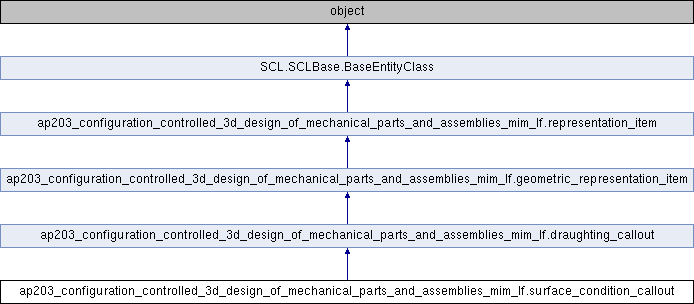 object
SCL.SCLBase.BaseEntityClass
ap203_configuration_controlled_3d_design_of_mechanical_parts_and_assemblies_mim_lf.representation_item
ap203_configuration_controlled_3d_design_of_mechanical_parts_and_assemblies_mim_lf.geometric_representation_item
ap203_configuration_controlled_3d_design_of_mechanical_parts_and_assemblies_mim_lf.draughting_callout
ap203_configuration_controlled_3d_design_of_mechanical_parts_and_assemblies_mim_lf.surface_condition_callout